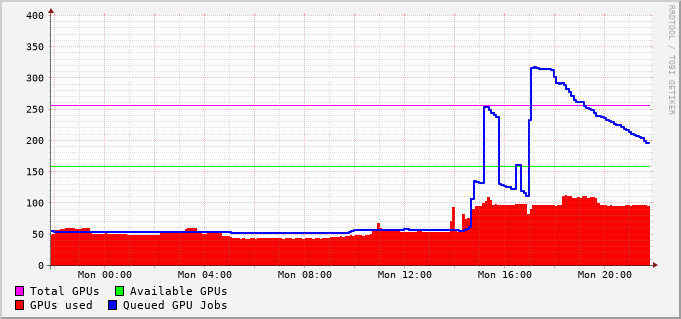 400
350
300
250
200
150
100
50
0
Mon 00:00 Mon 04:00 Mon 08:00 Mon 12:00 Mon 16:00 Mon 20:00
Total GPUs Available GPUs
GPUs used Queued GPU Jobs
RRDTOOL / TOBI OETIKER